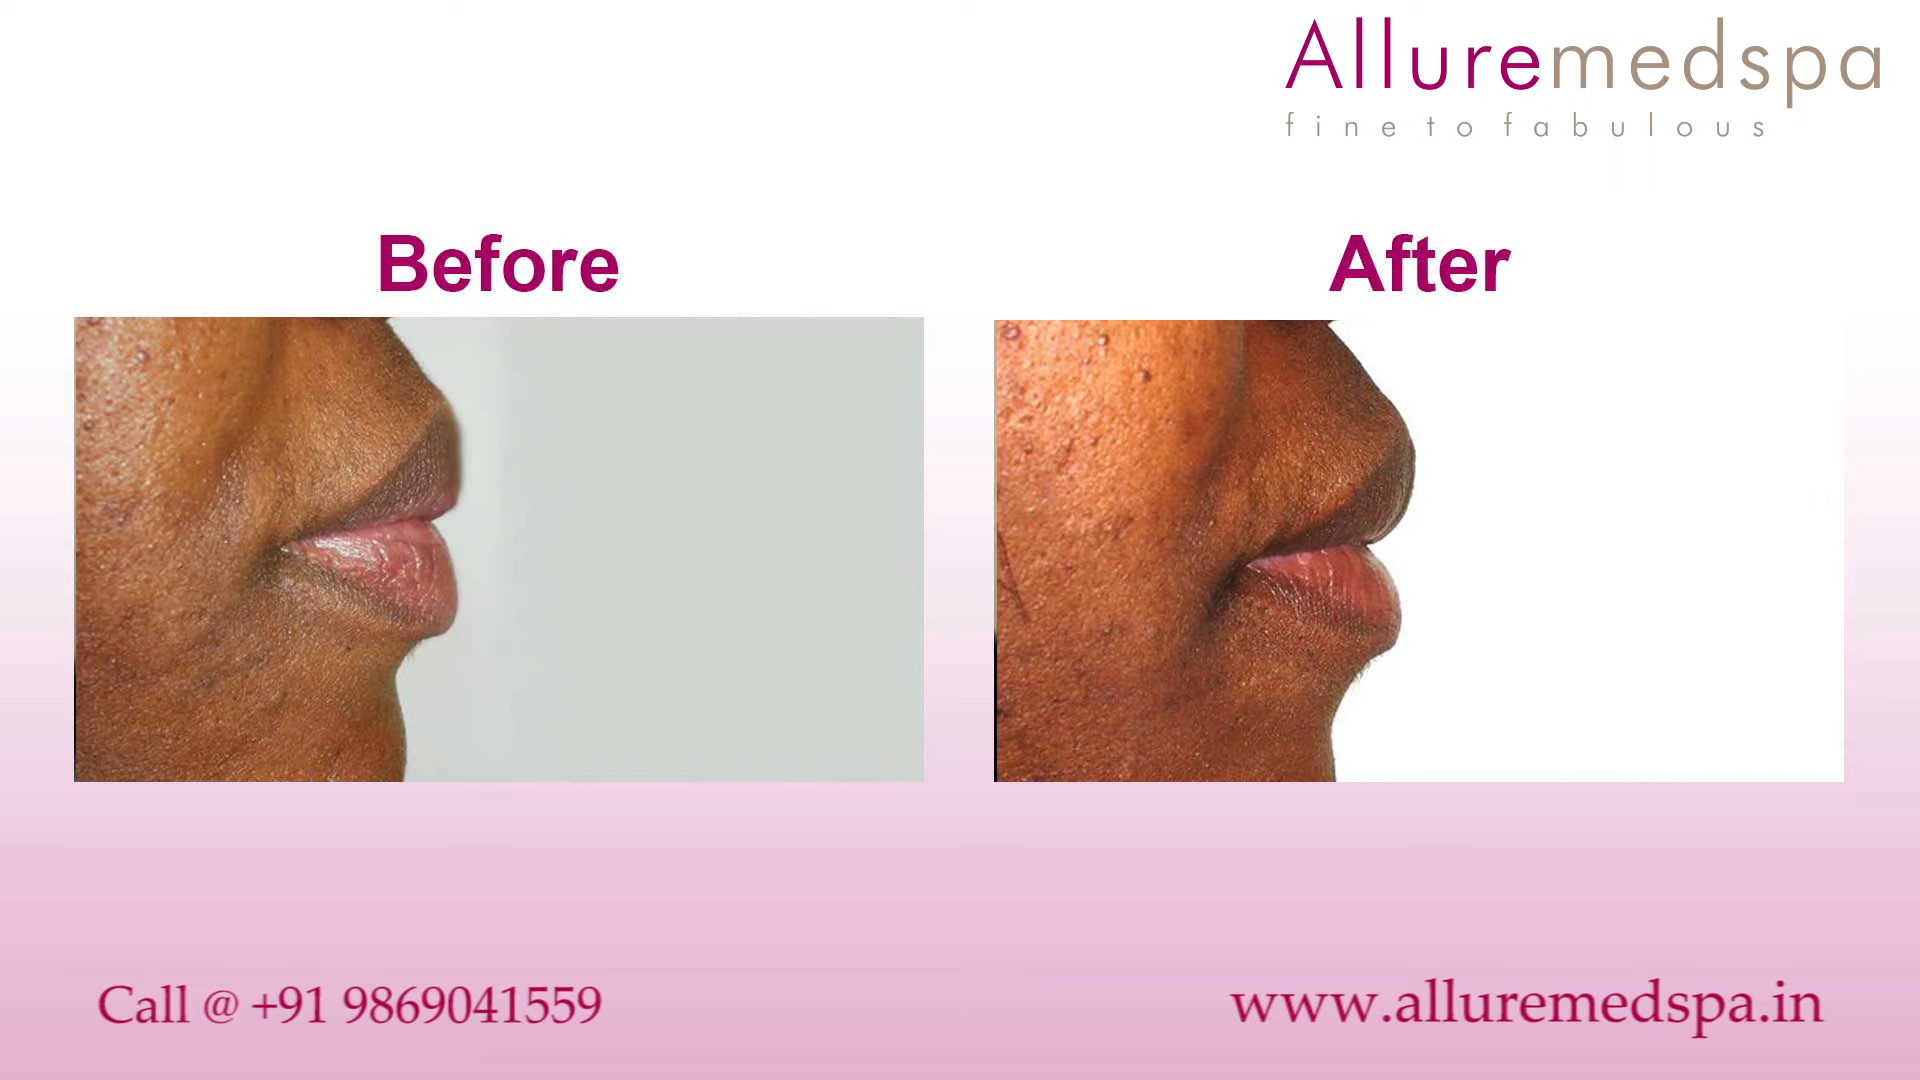 Alluremedspa
fine to fabulous
Before
After
Call @ +91 9869041559
www.alluremedspa.in